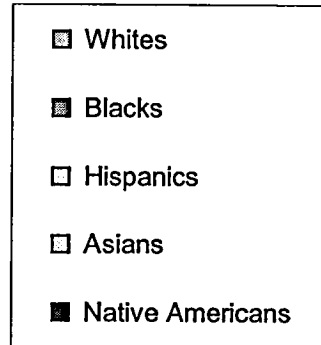 Whites
Blacks
Hispanics
Asians
Native Americans